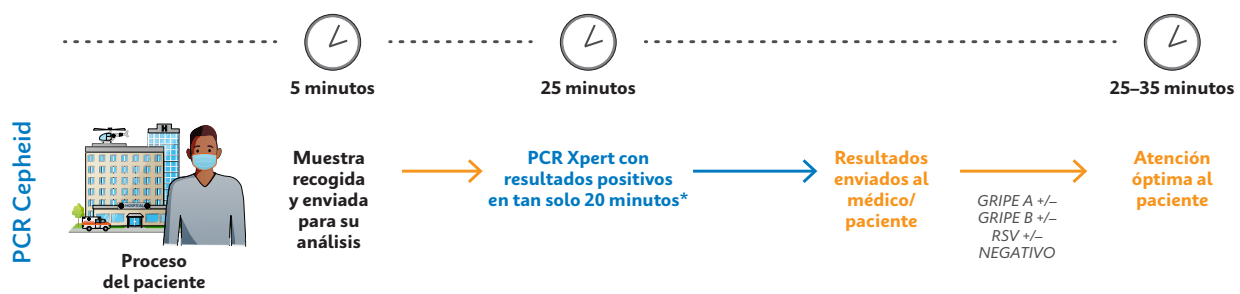 5 minutos
25 minutos
25–35 minutos
PCR Cepheid
H
HOSPITAL
Proceso
del paciente
Muestra
recogida
y enviada
para su
análisis
PCR Xpert con
resultados positivos
en tan solo 20 minutos*
Resultados
enviados al
médico/
paciente
GRIPE A +/–
GRIPE B +/–
RSV +/–
NEGATIVO
Atención
óptima al
paciente